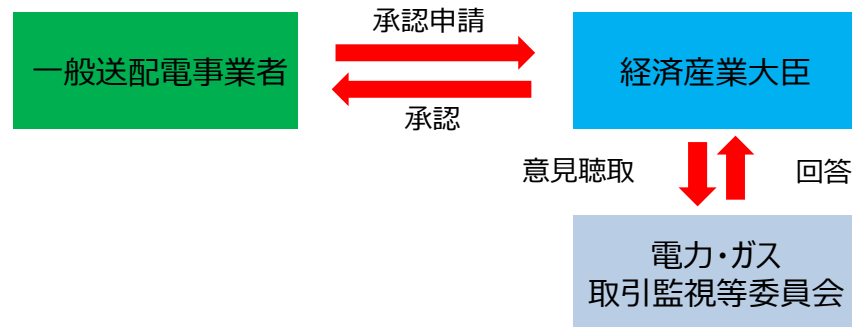 承認申請
一般送配電事業者
経済産業大臣
承認
意見聴取
回答
電力・ガス
取引監視等委員会